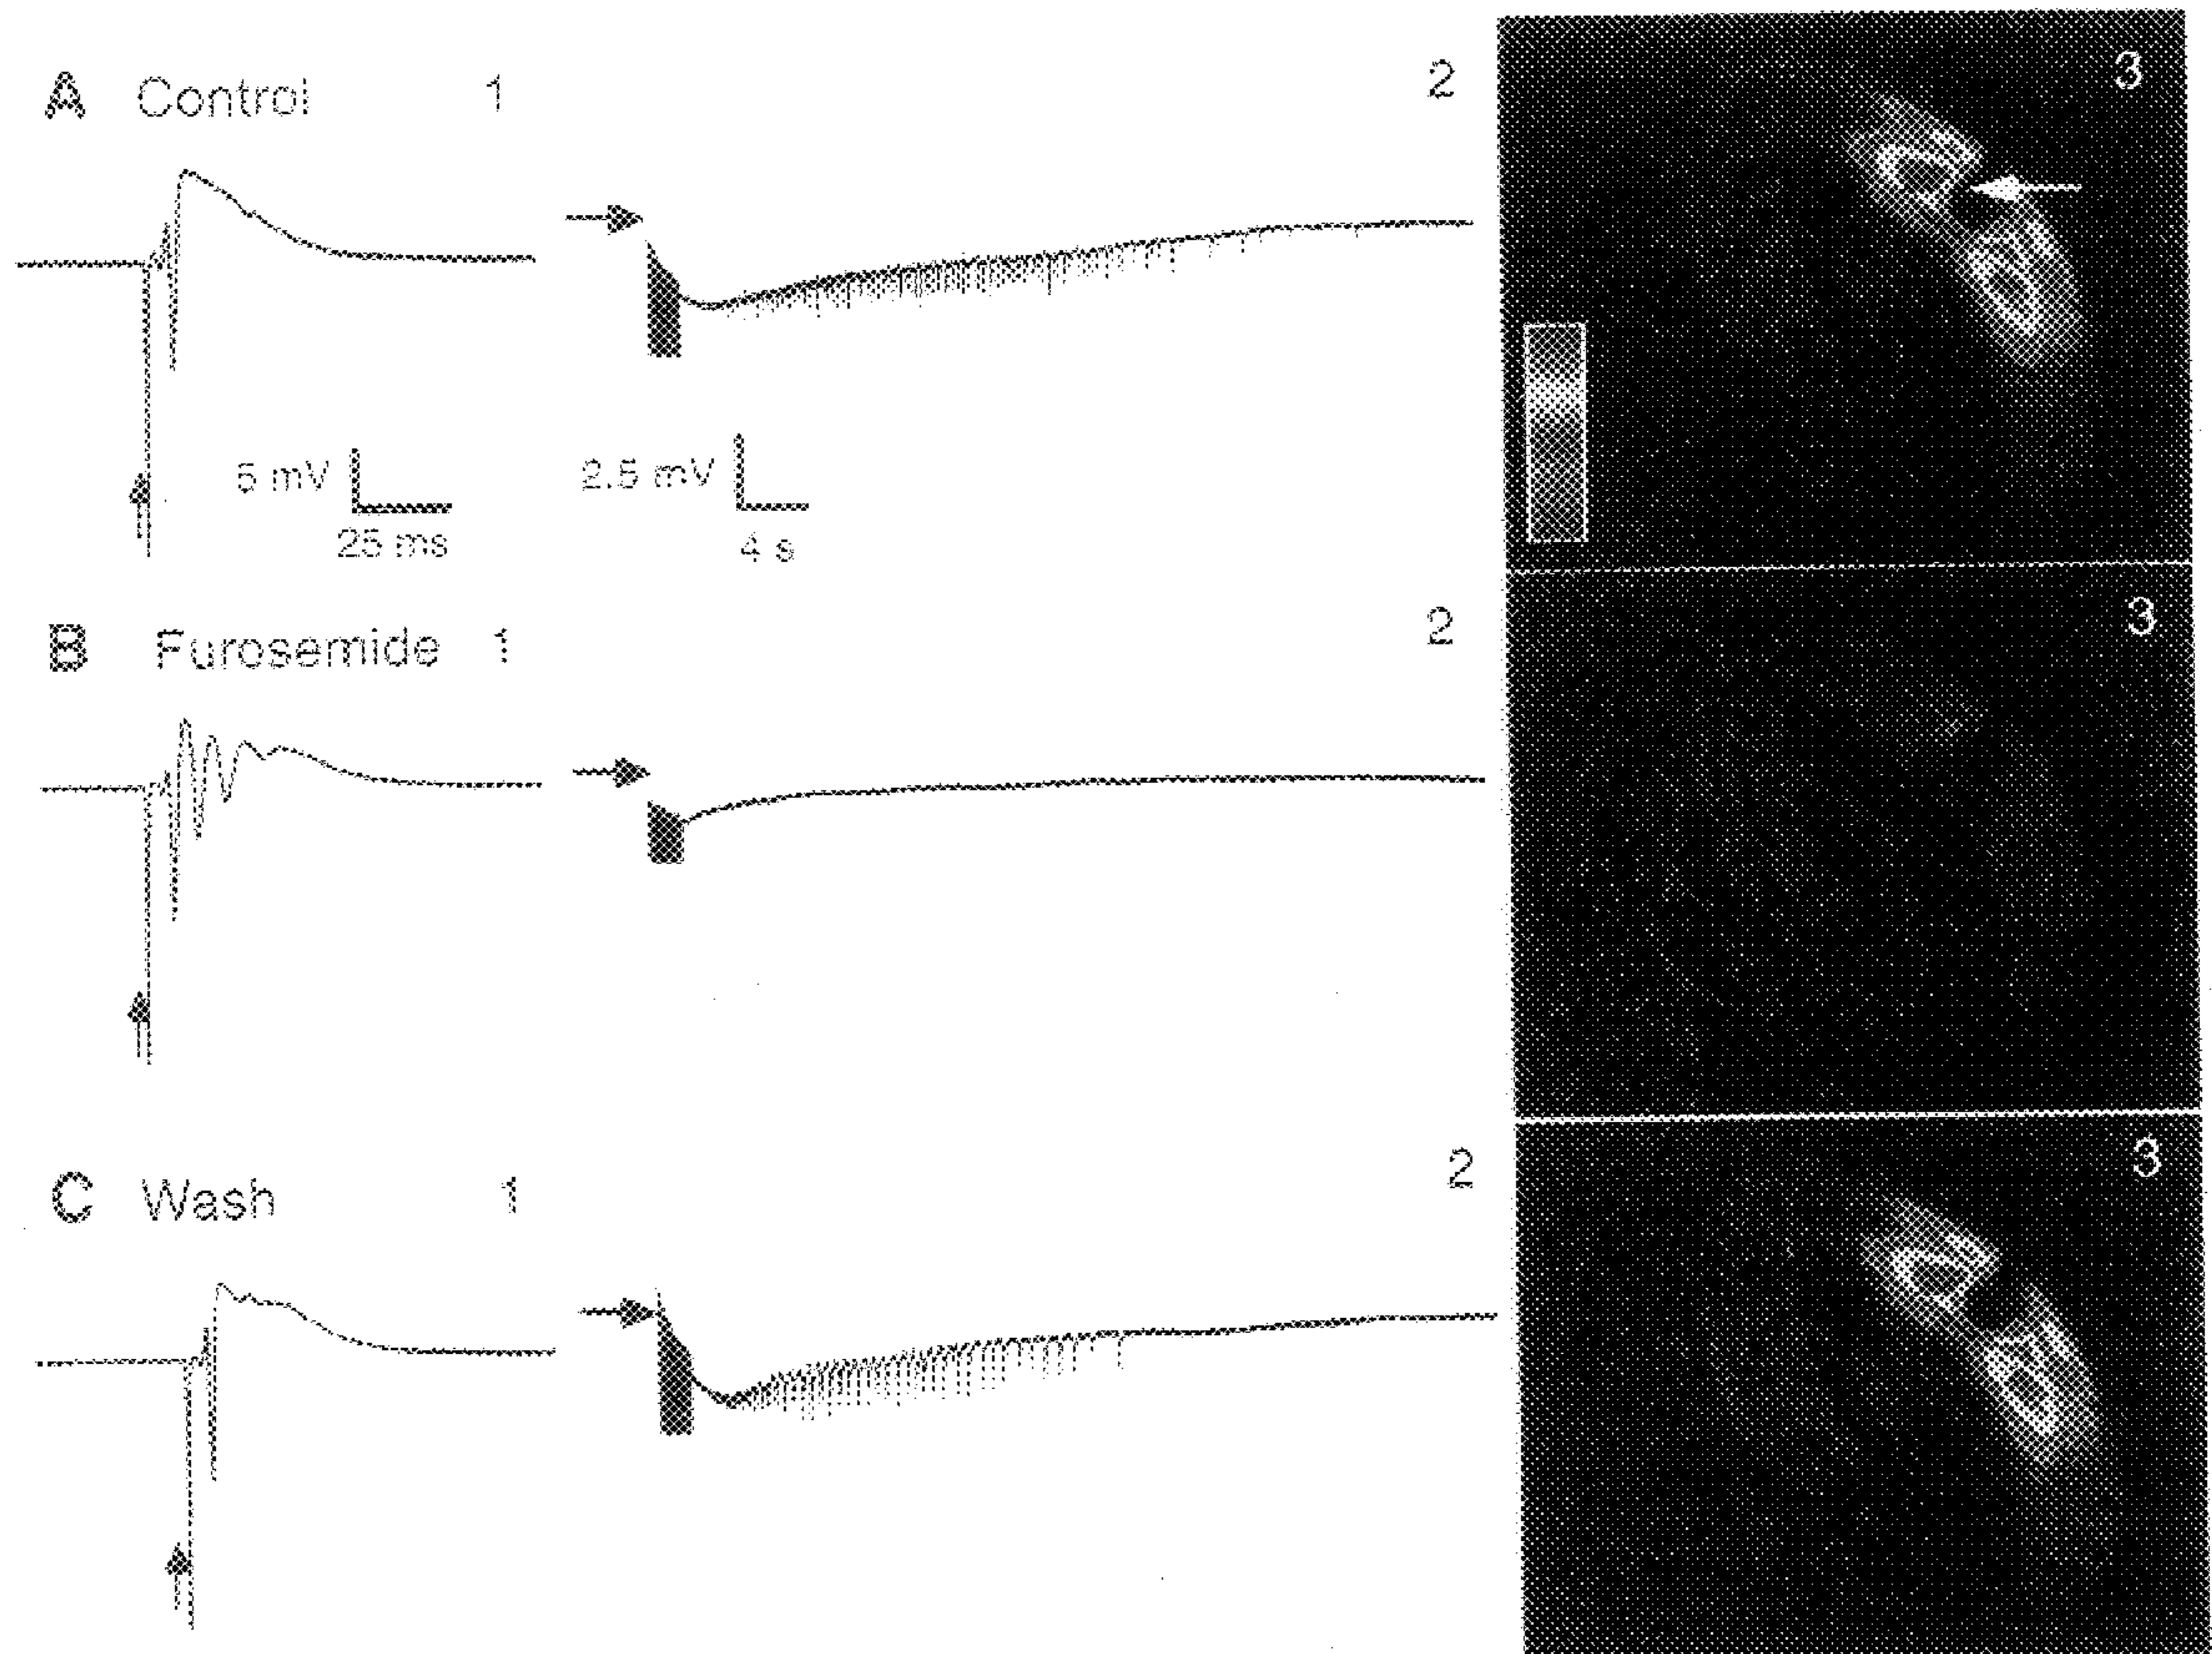 A Control 1 2 3
5 mV 2.5 mV
25 ms 4 s
B Furosemide 1 2 3
C Wash 1 2 3